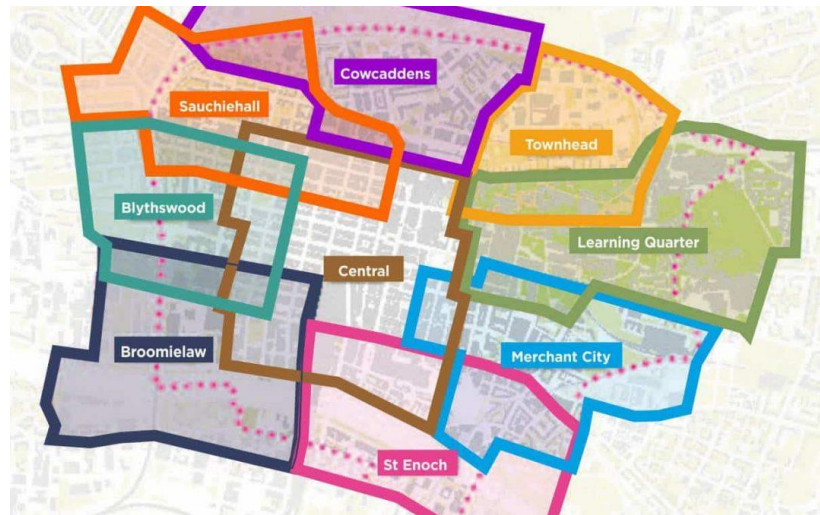 Cowcaddens
Sauchiehall
Townhead
Blythswood
Learning Quarter
Central
Broomielaw
Merchant City
St Enoch